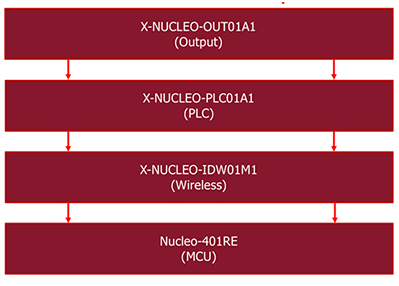 X-NUCLEO-OUT01A1
(Output)
X-NUCLEO-PLC01A1
(PLC)
X-NUCLEO-IDW01M1
(Wireless)
Nucleo-401RE
(MCU)